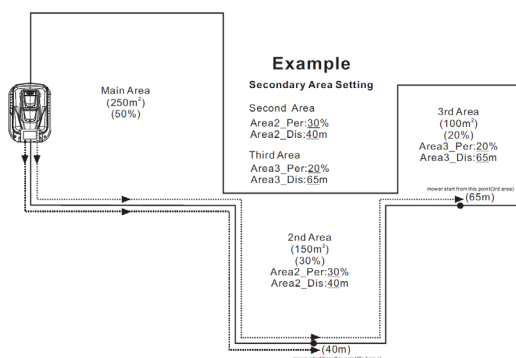 Example
Secondary Area Setting
Second Area
Area2_Per:30%
Area2_Dis:40m
Third Area
Area3_Per:20%
Area3_Dis:65m
Main Area
(250m²)
(50%)
3rd Area
(100m²)
(20%)
Area3_Per:20%
Area3_Dis:65m
mower start from this point(3rd area)
(65m)
2nd Area
(150m²)
(30%)
Area2_Per:30%
Area2_Dis:40m
(40m)